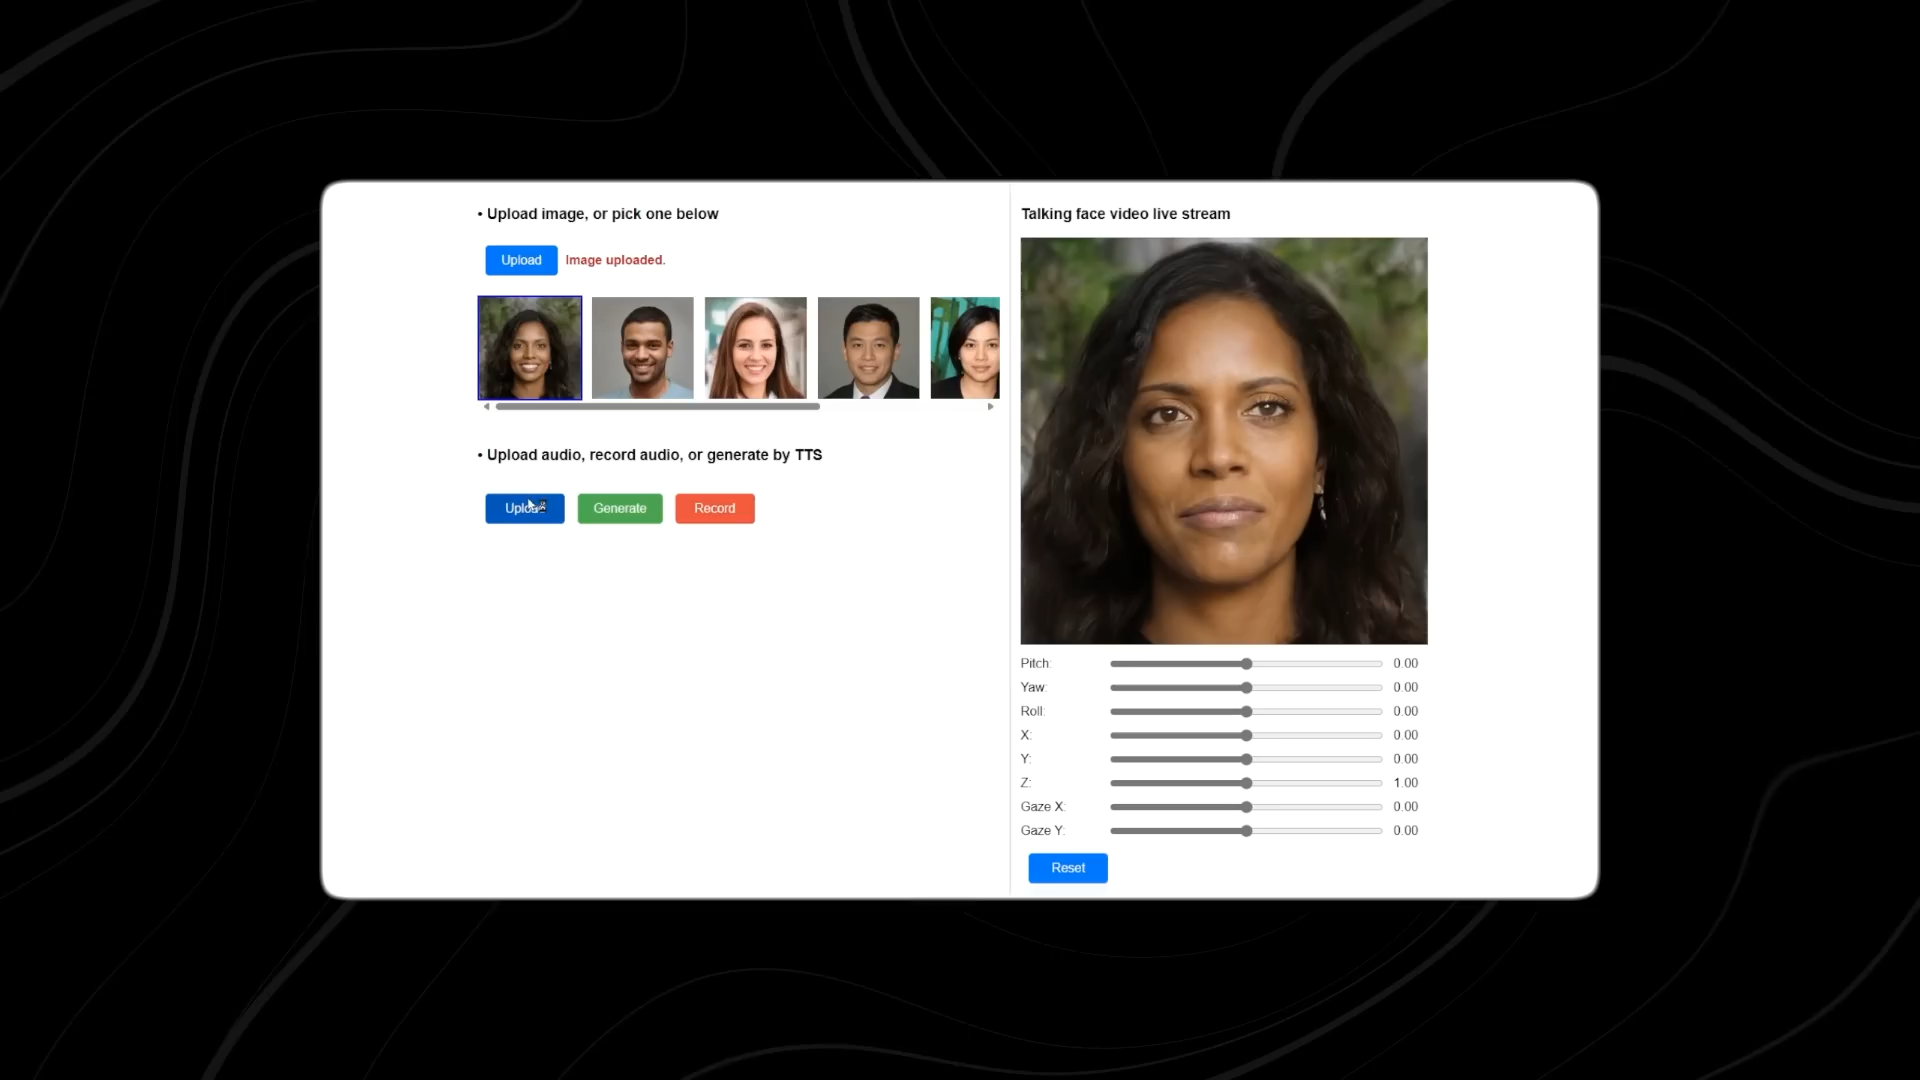 • Upload image, or pick one below
Upload
Image uploaded.
• Upload audio, record audio, or generate by TTS
Upload
Generate
Record
Talking face video live stream
Pitch: 0.00
Yaw: 0.00
Roll: 0.00
X: 0.00
Y: 0.00
Z: 1.00
Gaze X: 0.00
Gaze Y: 0.00
Reset